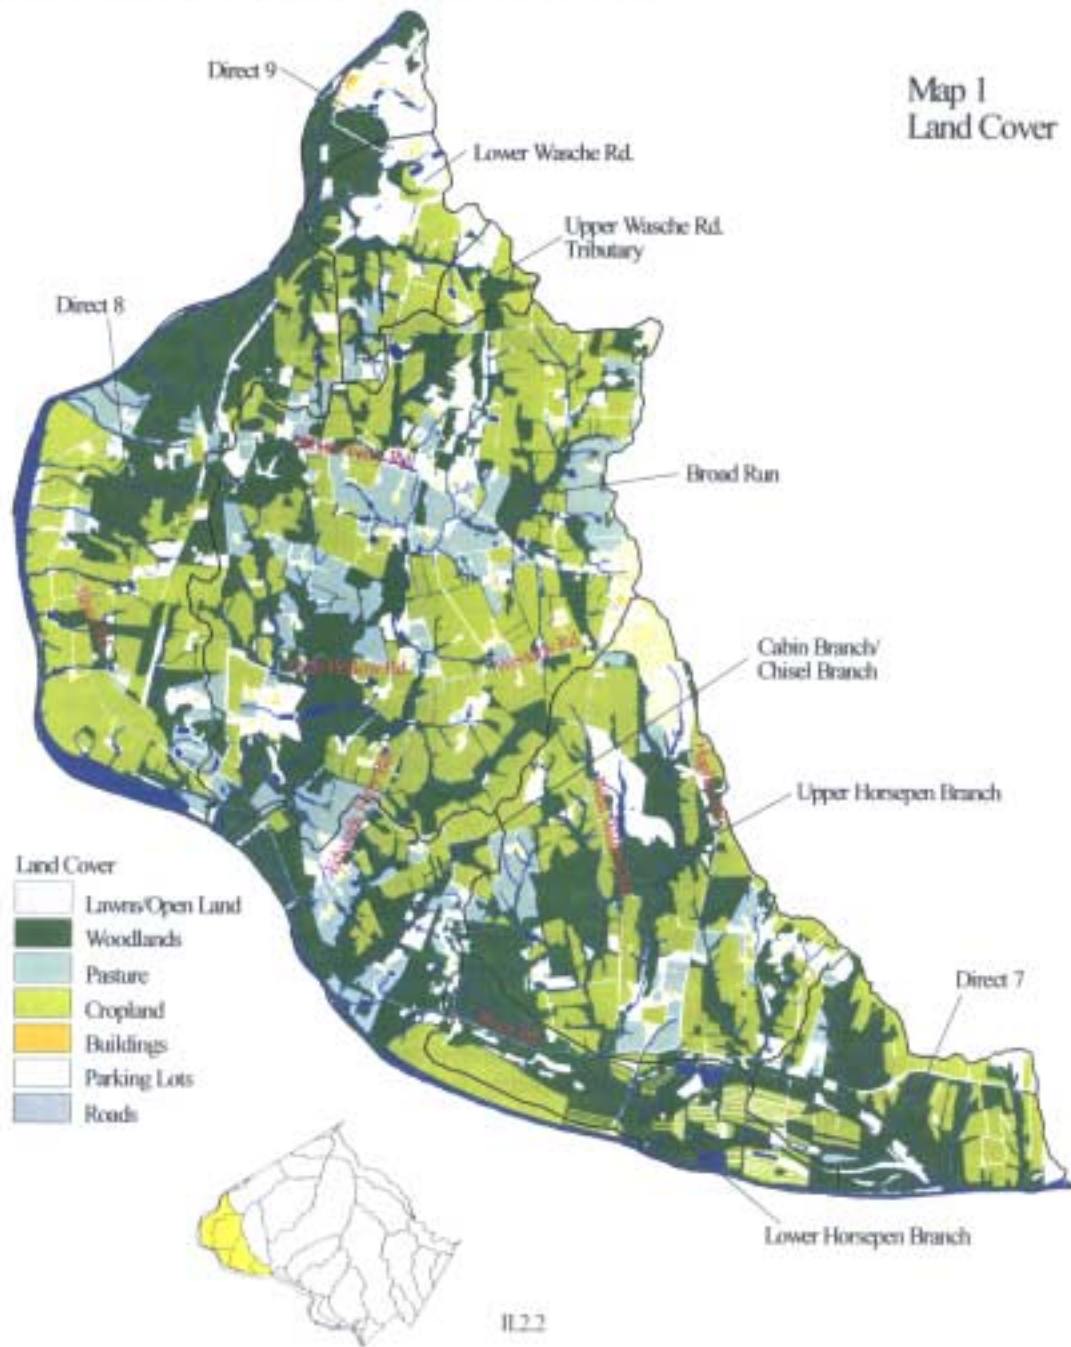 Map 1
Land Cover
Direct 9
Lower Wasche Rd.
Upper Wasche Rd.
Tributary
Direct 8
Broad Run
Cabin Branch/
Chisel Branch
Upper Horsepen Branch
Direct 7
Lower Horsepen Branch
Land Cover
Lawns/Open Land
Woodlands
Pasture
Cropland
Buildings
Parking Lots
Roads
II.2.2